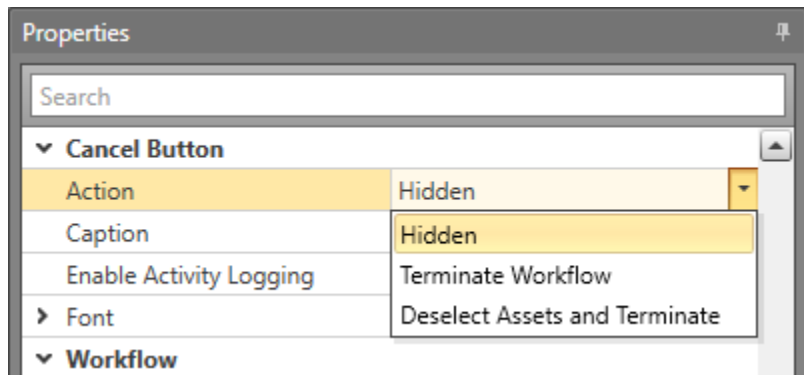 Properties
Search
Cancel Button
Action Hidden
Caption Hidden
Enable Activity Logging Terminate Workflow
Font Deselect Assets and Terminate
Workflow